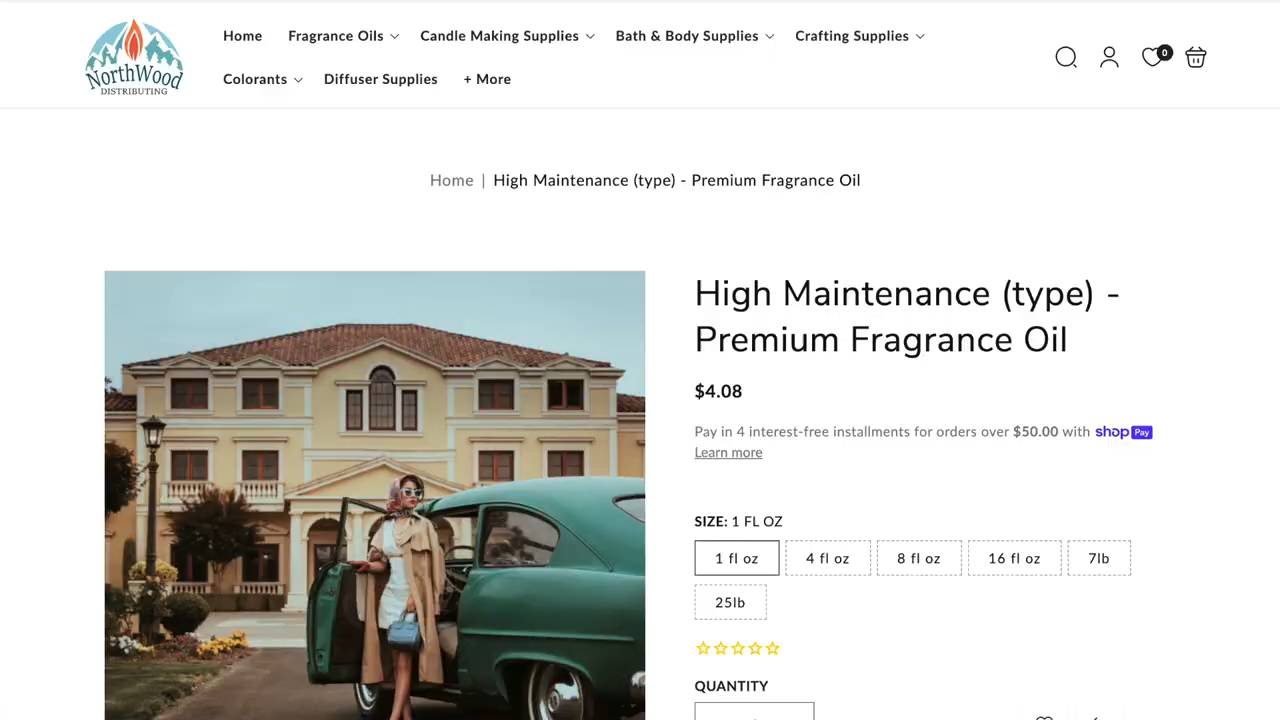 NorthWood
DISTRIBUTING
Home
Fragrance Oils
Candle Making Supplies
Bath & Body Supplies
Crafting Supplies
Colorants
Diffuser Supplies
+ More
0
Home | High Maintenance (type) - Premium Fragrance Oil
High Maintenance (type) -
Premium Fragrance Oil
$4.08
Pay in 4 interest-free installments for orders over $50.00 with shop Pay
Learn more
SIZE: 1 FL OZ
1 fl oz
4 fl oz
8 fl oz
16 fl oz
7lb
25lb
QUANTITY